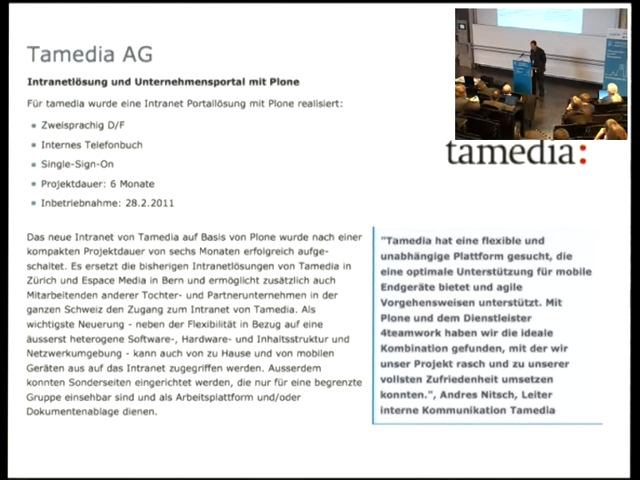 Tamedia AG
Intranetlösung und Unternehmensportal mit Plone
Für tamedia wurde eine Intranet Portallösung mit Plone realisiert:
Zweisprachig D/F
Internes Telefonbuch
Single-Sign-On
Projektdauer: 6 Monate
Inbetriebnahme: 28.2.2011
tamedia:
Das neue Intranet von Tamedia auf Basis von Plone wurde nach einer
kompakten Projektdauer von sechs Monaten erfolgreich aufge-
schaltet. Es ersetzt die bisherigen Intranetlösungen von Tamedia in
Zürich und Espace Media in Bern und ermöglicht zusätzlich auch
Mitarbeitenden anderer Tochter- und Partnerunternehmen in der
ganzen Schweiz den Zugang zum Intranet von Tamedia. Als
wichtigste Neuerung - neben der Flexibilität in Bezug auf eine
äusserst heterogene Software-, Hardware- und Inhaltsstruktur und
Netzwerkumgebung - kann auch von zu Hause und von mobilen
Geräten aus auf das Intranet zugegriffen werden. Ausserdem
konnten Sonderseiten eingerichtet werden, die nur für eine begrenzte
Gruppe einsehbar sind und als Arbeitsplattform und/oder
Dokumentenablage dienen.
"Tamedia hat eine flexible und
unabhängige Plattform gesucht, die
eine optimale Unterstützung für mobile
Endgeräte bietet und agile
Vorgehensweisen unterstützt. Mit
Plone und dem Dienstleister
4teamwork haben wir die ideale
Kombination gefunden, mit der wir
unser Projekt rasch und zu unserer
vollsten Zufriedenheit umsetzen
konnten.", Andres Nitsch, Leiter
interne Kommunikation Tamedia